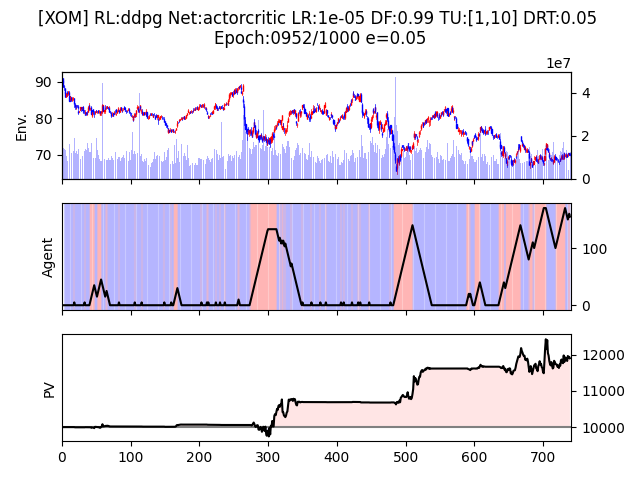 [XOM] RL:ddpg Net:actorcritic LR:1e-05 DF:0.99 TU:[1,10] DRT:0.05
Epoch:0952/1000 e=0.05
1e7
90
80
70
Env.
4
2
0
Agent
100
0
PV
12000
11000
10000
0 100 200 300 400 500 600 700